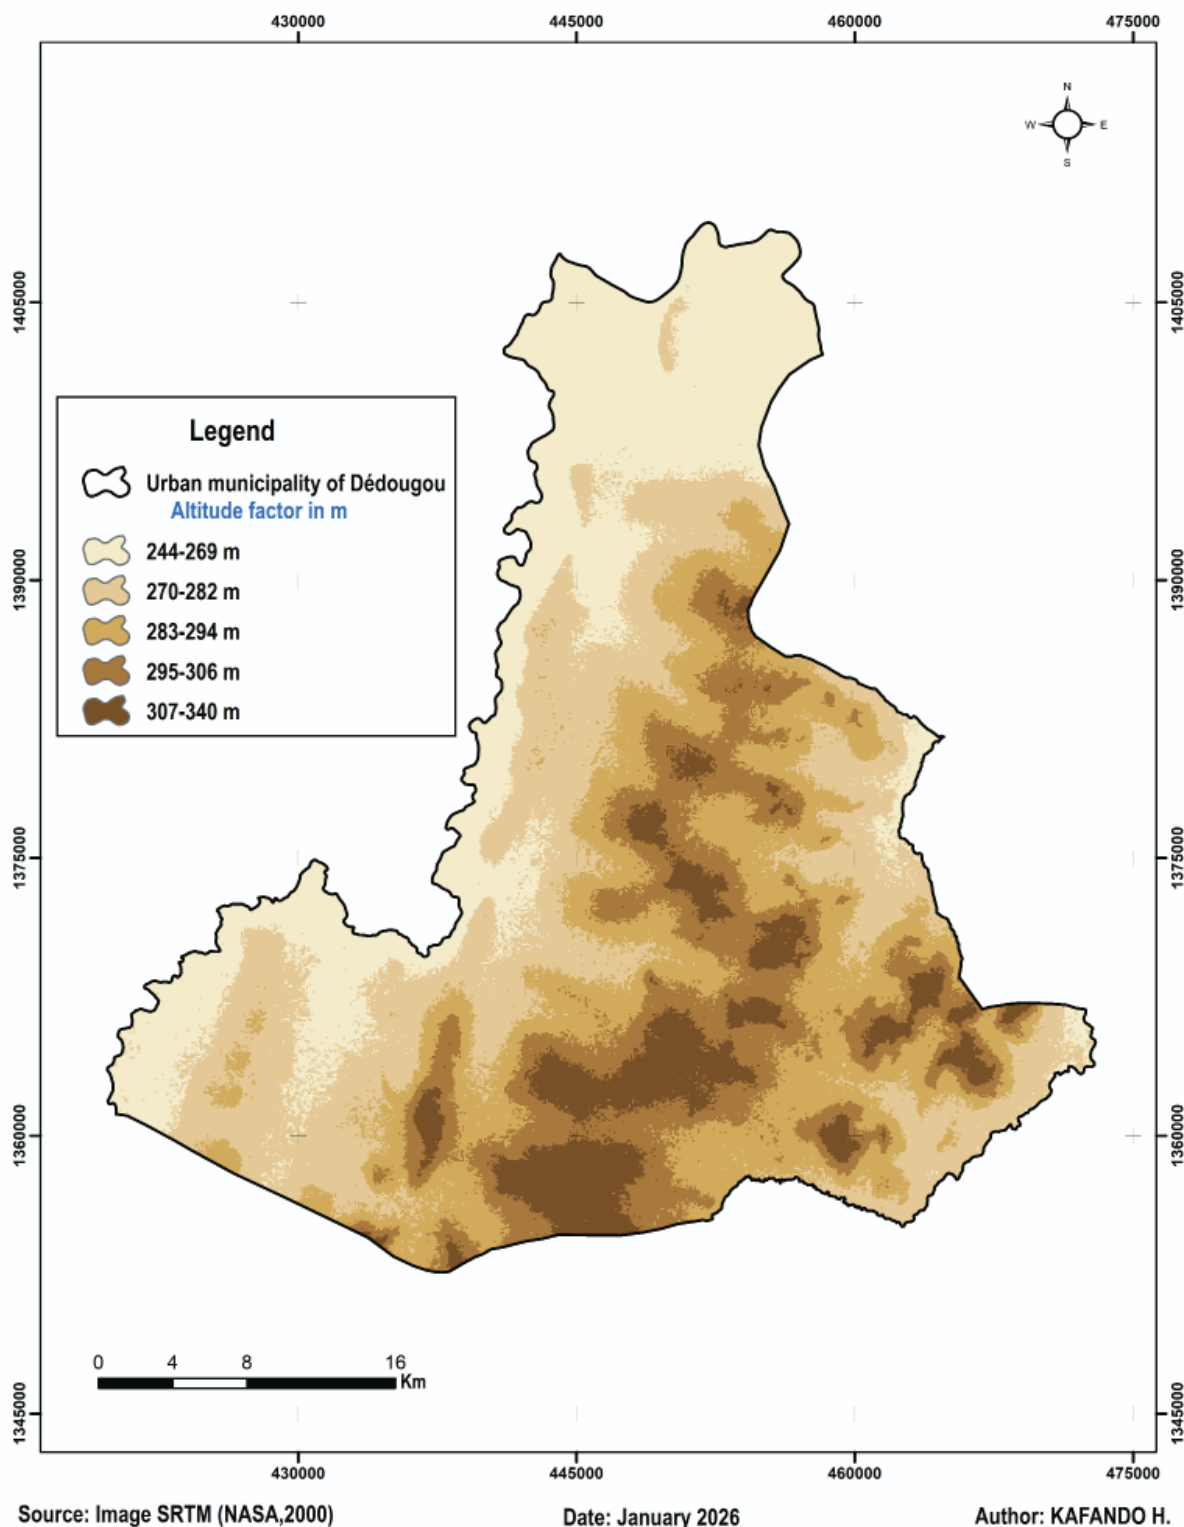 430000 445000 460000 475000
N
W E
S
1405000 1405000
Legend
Urban municipality of Dédougou
Altitude factor in m
244-269 m
270-282 m
283-294 m
295-306 m
307-340 m
1390000 1390000
1375000 1375000
1360000 1360000
0 4 8 16
Km
1345000 1345000
430000 445000 460000 475000
Source: Image SRTM (NASA,2000) Date: January 2026 Author: KAFANDO H.